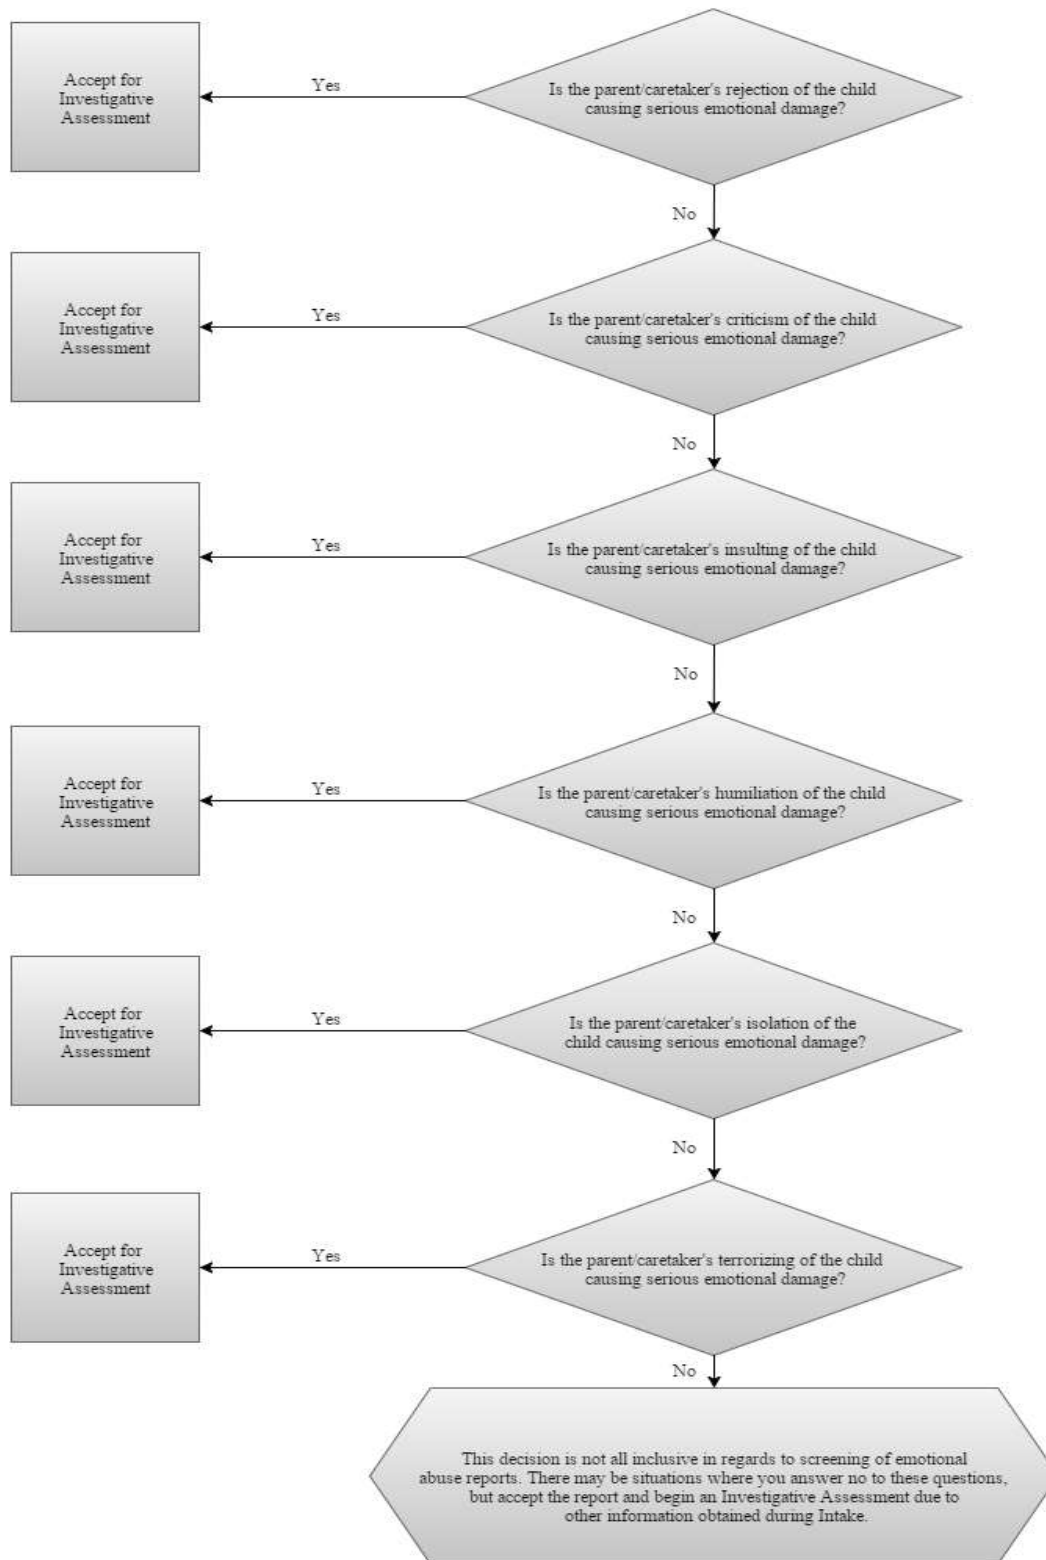 Is the parent/caretaker's rejection of the child
causing serious emotional damage?
Yes
Accept for
Investigative
Assessment
No
Is the parent/caretaker's criticism of the child
causing serious emotional damage?
Yes
Accept for
Investigative
Assessment
No
Is the parent/caretaker's insulting of the child
causing serious emotional damage?
Yes
Accept for
Investigative
Assessment
No
Is the parent/caretaker's humiliation of the child
causing serious emotional damage?
Yes
Accept for
Investigative
Assessment
No
Is the parent/caretaker's isolation of the
child causing serious emotional damage?
Yes
Accept for
Investigative
Assessment
No
Is the parent/caretaker's terrorizing of the child
causing serious emotional damage?
Yes
Accept for
Investigative
Assessment
No
This decision is not all inclusive in regards to screening of emotional
abuse reports. There may be situations where you answer no to these questions,
but accept the report and begin an Investigative Assessment due to
other information obtained during Intake.